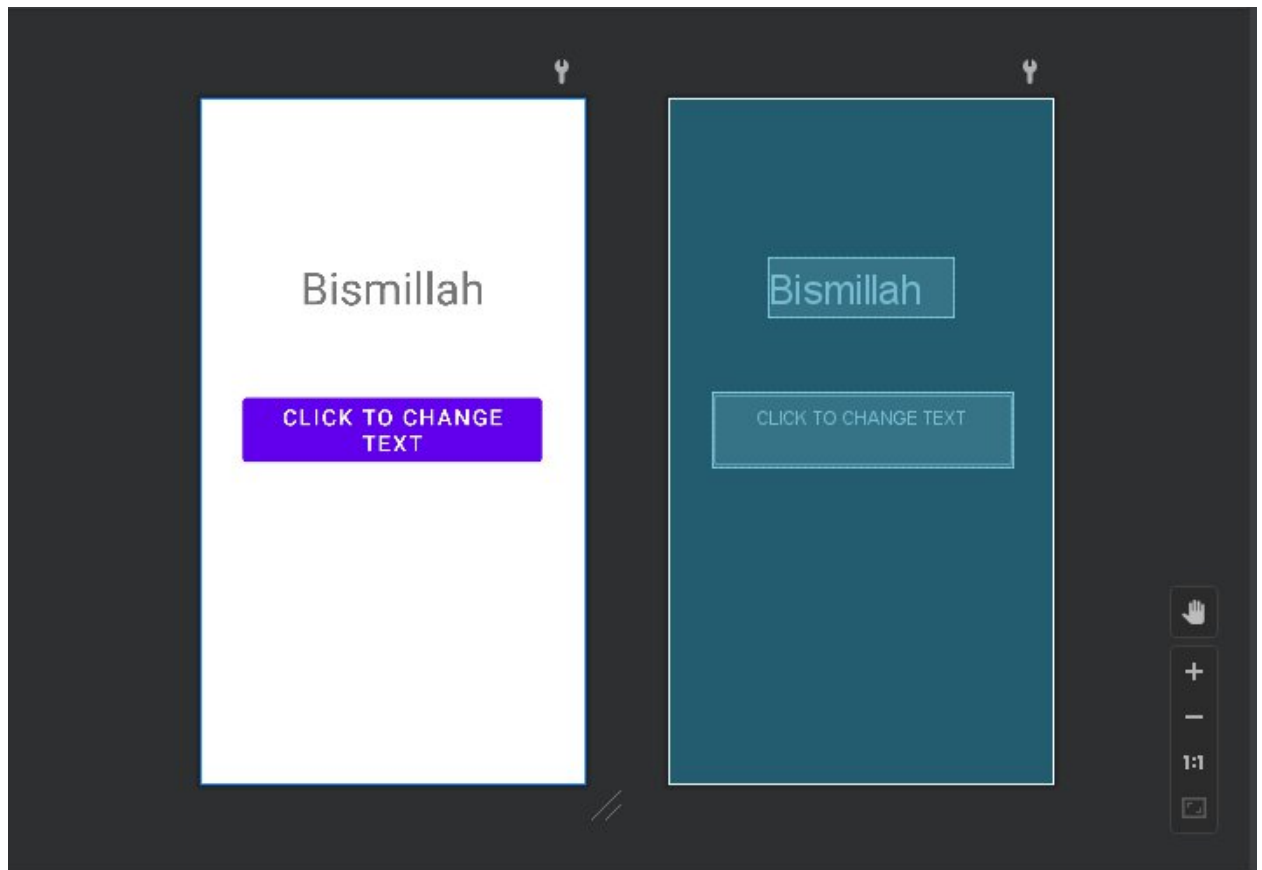 Bismillah
CLICK TO CHANGE
TEXT
Bismillah
CLICK TO CHANGE TEXT
1:1